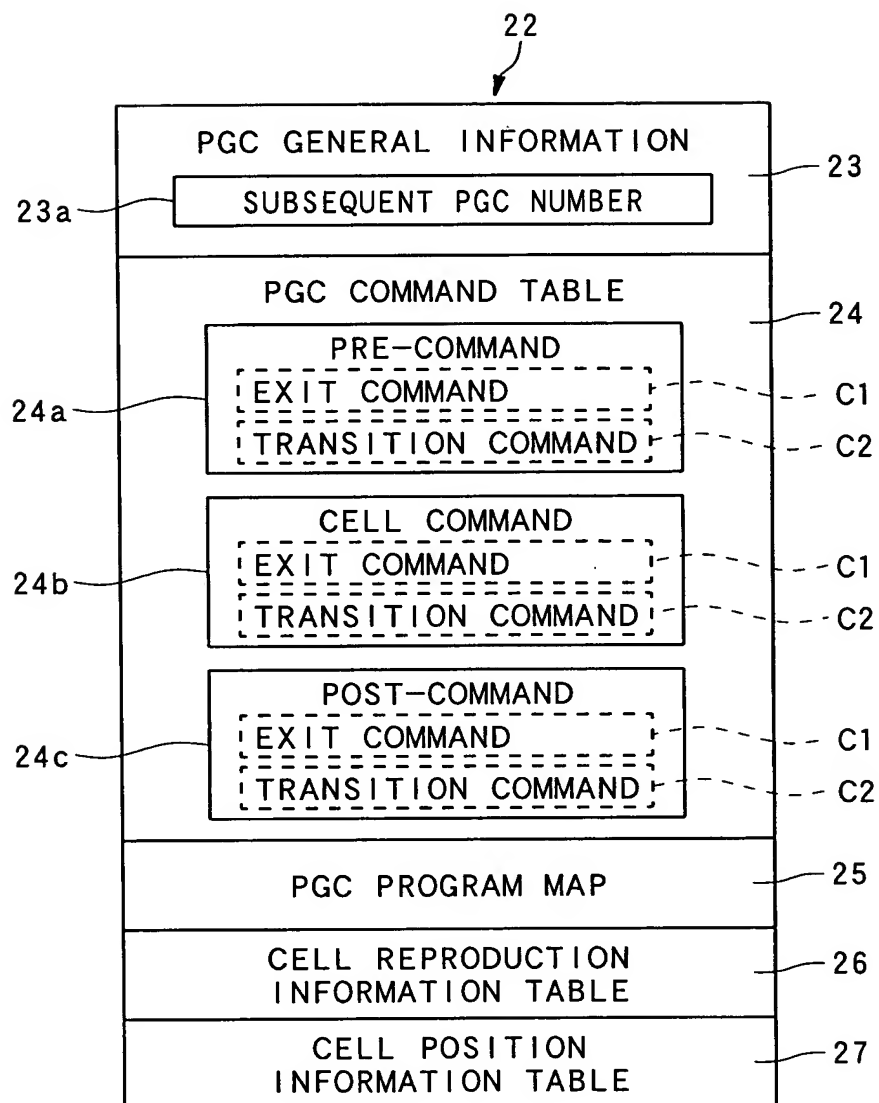 22
PGC GENERAL INFORMATION
23
23a
SUBSEQUENT PGC NUMBER
PGC COMMAND TABLE
24
PRE-COMMAND
24a
EXIT COMMAND
C1
TRANSITION COMMAND
C2
CELL COMMAND
24b
EXIT COMMAND
C1
TRANSITION COMMAND
C2
POST-COMMAND
24c
EXIT COMMAND
C1
TRANSITION COMMAND
C2
PGC PROGRAM MAP
25
CELL REPRODUCTION
INFORMATION TABLE
26
CELL POSITION
INFORMATION TABLE
27